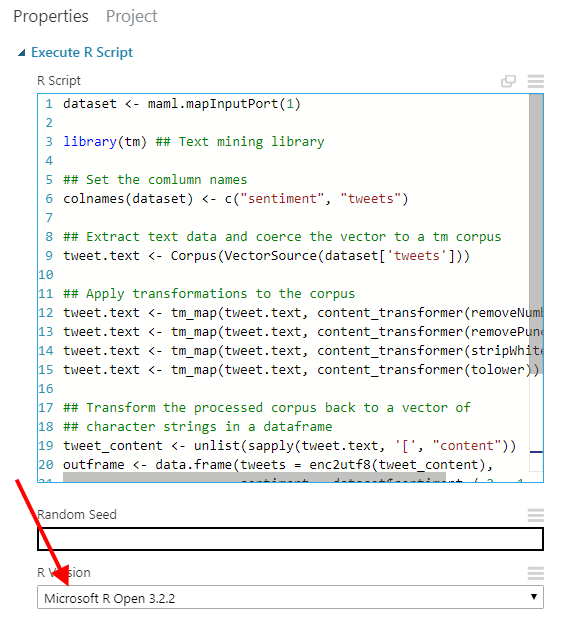 Properties Project
Execute R Script
R Script
1 dataset <- maml.mapInputPort(1)
2
3 library(tm) ## Text mining library
4
5 ## Set the comlumn names
6 colnames(dataset) <- c("sentiment", "tweets")
7
8 ## Extract text data and coerce the vector to a tm corpus
9 tweet.text <- Corpus(VectorSource(dataset['tweets']))
10
11 ## Apply transformations to the corpus
12 tweet.text <- tm_map(tweet.text, content_transformer(removeNum
13 tweet.text <- tm_map(tweet.text, content_transformer(removePun
14 tweet.text <- tm_map(tweet.text, content_transformer(stripWhit
15 tweet.text <- tm_map(tweet.text, content_transformer(tolower))
16
17 ## Transform the processed corpus back to a vector of
18 ## character strings in a dataframe
19 tweet_content <- unlist(sapply(tweet.text, '[', "content"))
20 outframe <- data.frame(tweets = enc2utf8(tweet_content),
Random Seed
R Version
Microsoft R Open 3.2.2